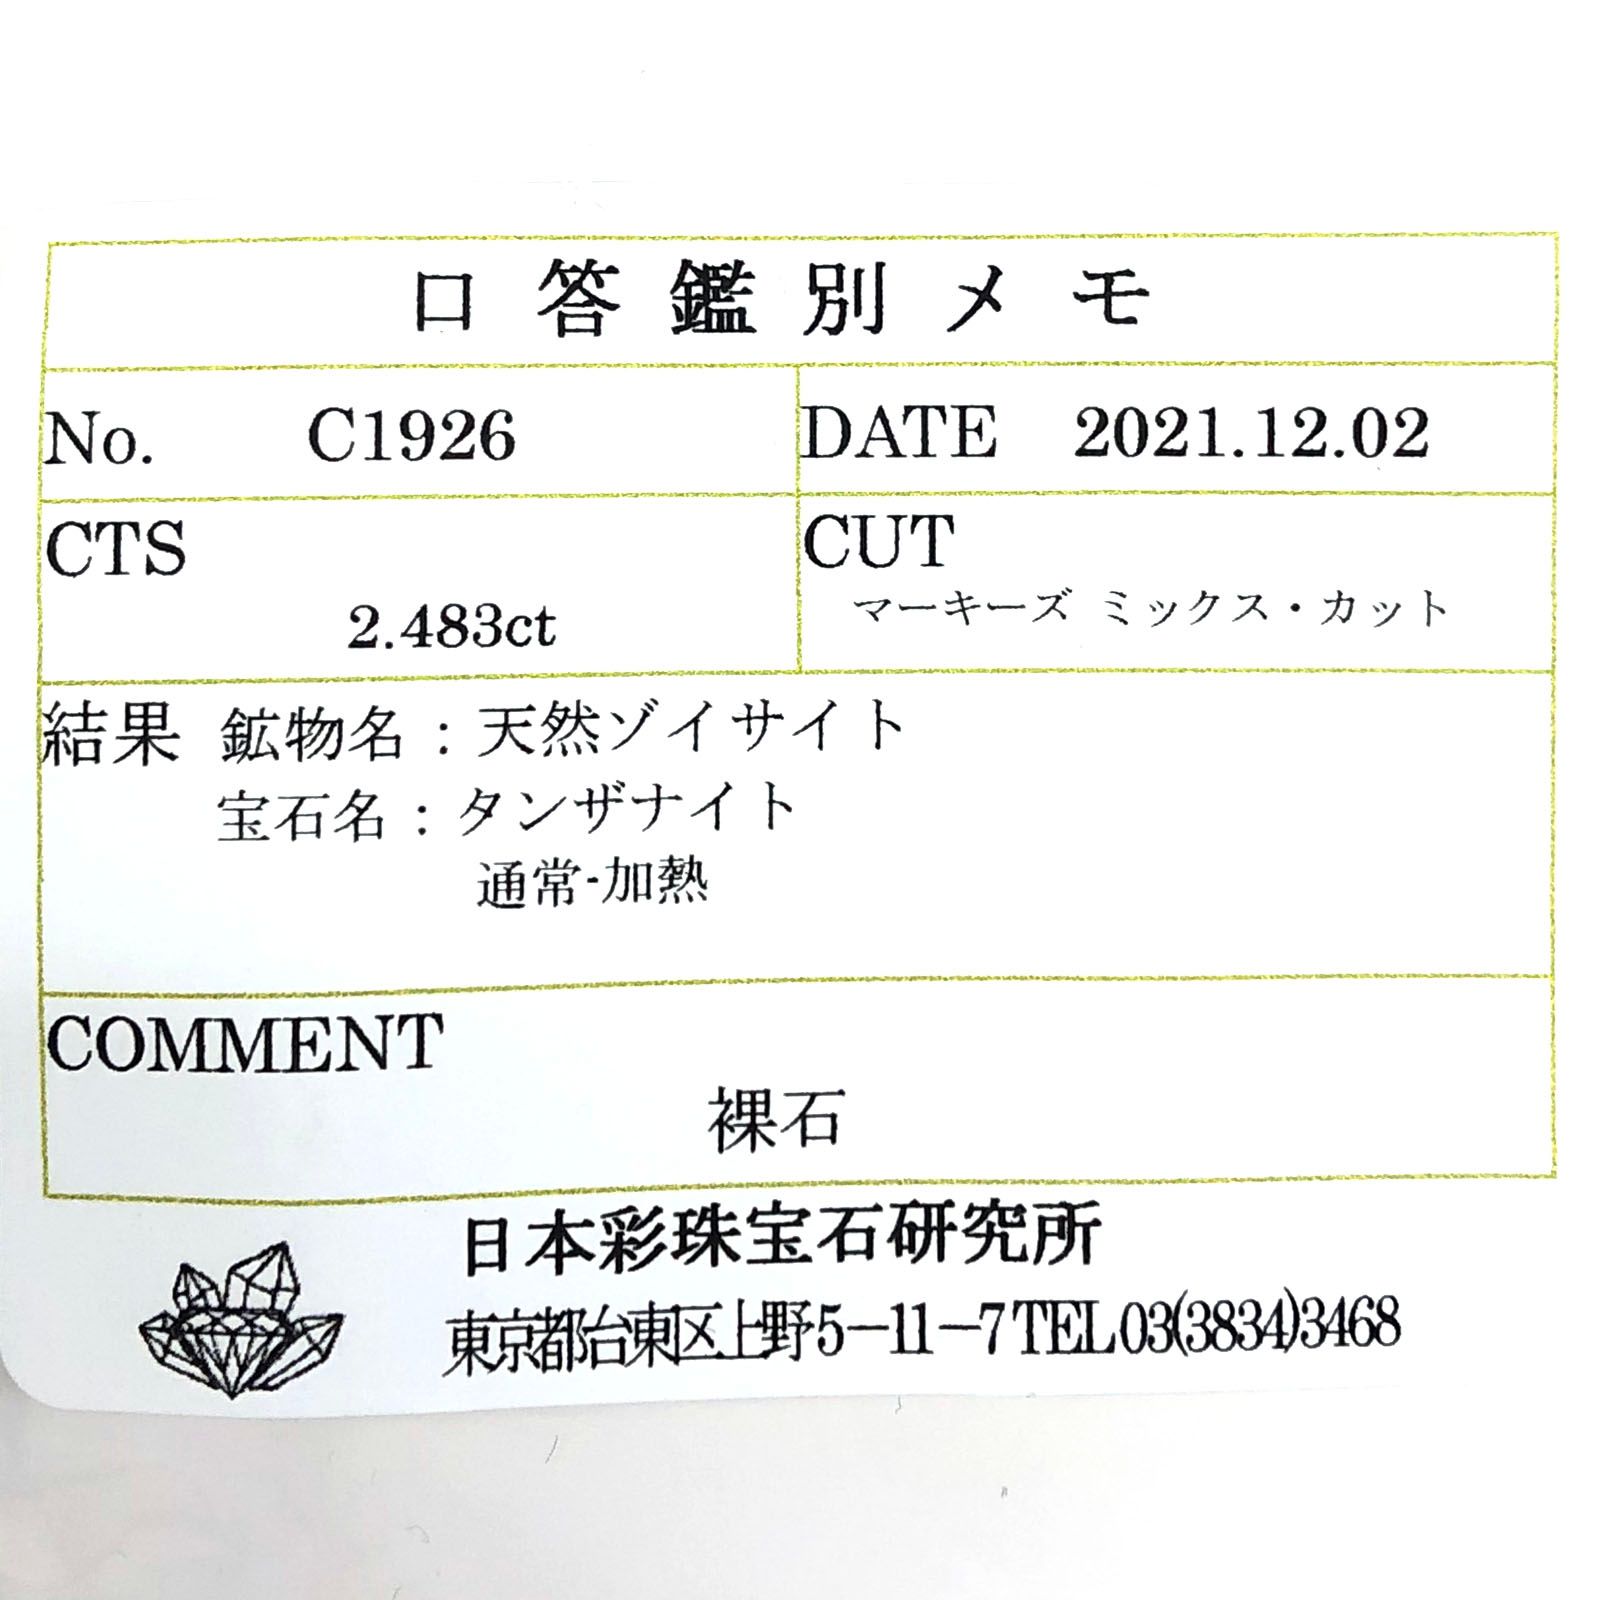 口答鑑別メモ
No. C1926 DATE 2021.12.02
CTS
2.483ct
CUT
マーキーズ ミックス・カット
結果 鉱物名：天然ゾイサイト
宝石名：タンザナイト
通常-加熱
COMMENT
裸石
日本彩珠宝石研究所
東京都台東区上野5－11－7 TEL 03(3834)3468